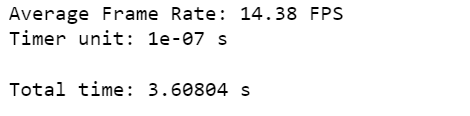 Average Frame Rate: 14.38 FPS
Timer unit: 1e-07 s
Total time: 3.60804 s